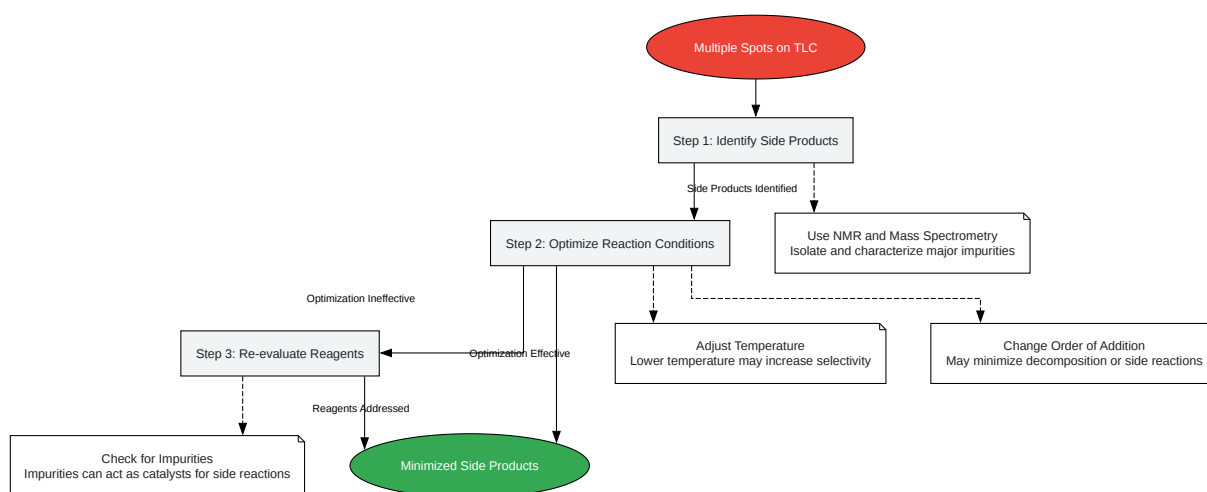 Multiple Spots on TLC
Step 1: Identify Side Products
Side Products Identified
Use NMR and Mass Spectrometry
Isolate and characterize major impurities
Step 2: Optimize Reaction Conditions
Optimization Ineffective
Adjust Temperature
Lower temperature may increase selectivity
Change Order of Addition
May minimize decomposition or side reactions
Step 3: Re-evaluate Reagents
Optimization Effective
Reagents Addressed
Check for Impurities
Impurities can act as catalysts for side reactions
Minimized Side Products